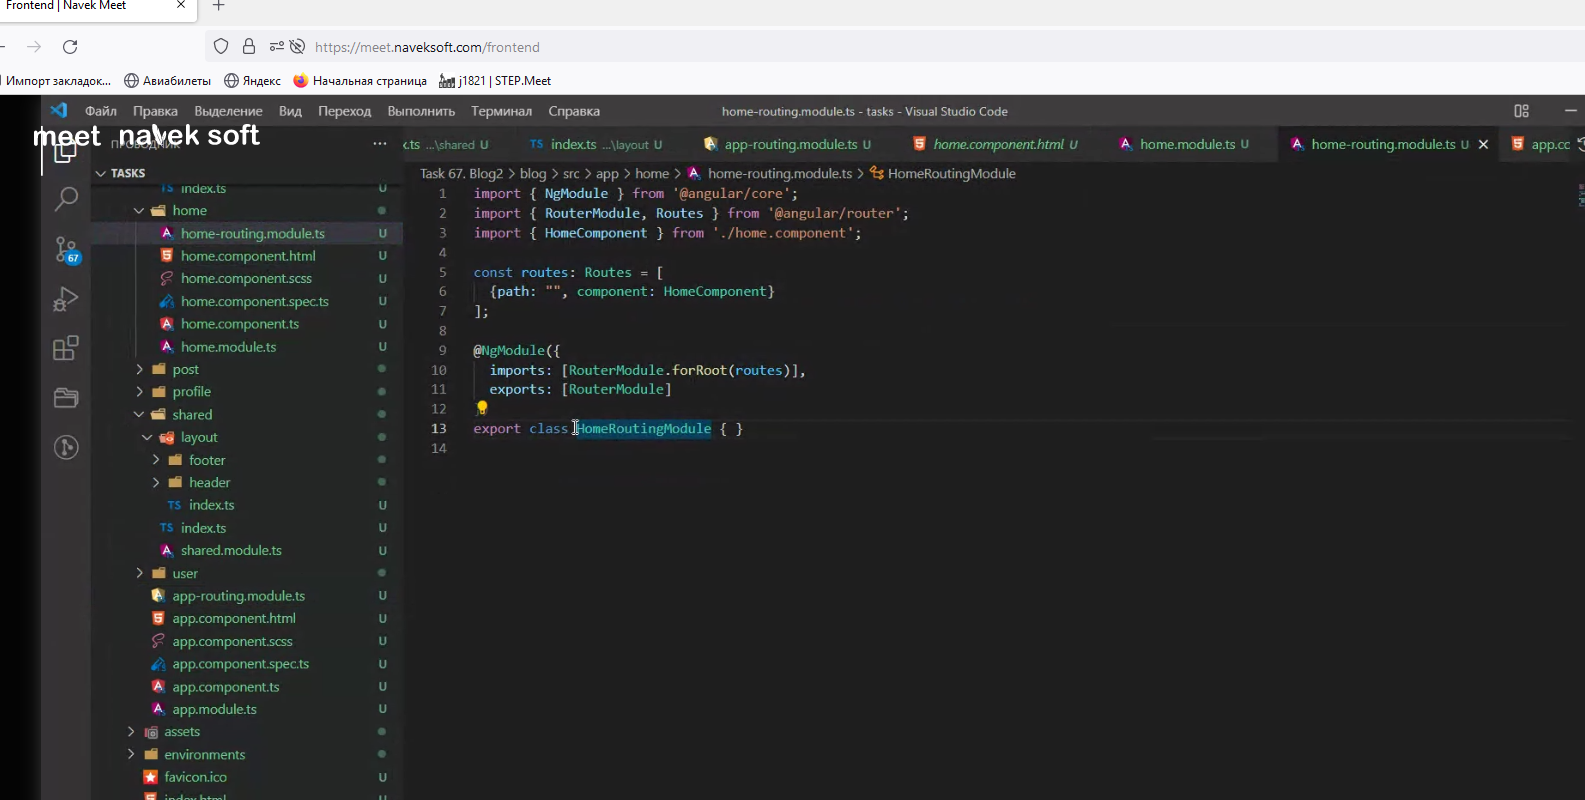 Frontend | Navek Meet
https://meet.naveksoft.com/frontend
Импорт закладок... Авиабилеты Яндекс Начальная страница j1821 | STEP.Meet
Файл Правка Выделение Вид Переход Выполнить Терминал Справка home-routing.module.ts - tasks - Visual Studio Code
meet navek soft
ПРОВОДНИК
x.ts ...\shared U index.ts ...\layout U app-routing.module.ts U home.component.html U home.module.ts U home-routing.module.ts U app.cc
TASKS
Task 67. Blog2 > blog > src > app > home > home-routing.module.ts > HomeRoutingModule
index.ts U
home
home-routing.module.ts U
home.component.html U
home.component.scss U
home.component.spec.ts U
home.component.ts U
home.module.ts U
post
profile
shared
layout
footer
header
index.ts U
index.ts U
shared.module.ts U
user
app-routing.module.ts U
app.component.html U
app.component.scss U
app.component.spec.ts U
app.component.ts U
app.module.ts U
assets
environments
favicon.ico U
index.html
67
1 import { NgModule } from '@angular/core';
2 import { RouterModule, Routes } from '@angular/router';
3 import { HomeComponent } from './home.component';
4
5 const routes: Routes = [
6 {path: "", component: HomeComponent}
7 ];
8
9 @NgModule({
10 imports: [RouterModule.forRoot(routes)],
11 exports: [RouterModule]
12
13 export class HomeRoutingModule { }
14